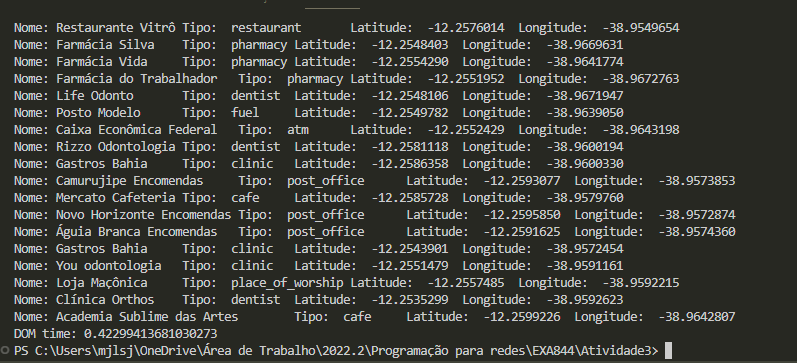 Nome: Restaurante Vitrô Tipo: restaurant Latitude: -12.2576014 Longitude: -38.9549654
Nome: Farmácia Silva Tipo: pharmacy Latitude: -12.2548403 Longitude: -38.9669631
Nome: Farmácia Vida Tipo: pharmacy Latitude: -12.2554290 Longitude: -38.9641774
Nome: Farmácia do Trabalhador Tipo: pharmacy Latitude: -12.2551952 Longitude: -38.9672763
Nome: Life Odonto Tipo: dentist Latitude: -12.2548106 Longitude: -38.9671947
Nome: Posto Modelo Tipo: fuel Latitude: -12.2549782 Longitude: -38.9639050
Nome: Caixa Econômica Federal Tipo: atm Latitude: -12.2552429 Longitude: -38.9643198
Nome: Rizzo Odontologia Tipo: dentist Latitude: -12.2581118 Longitude: -38.9600194
Nome: Gastros Bahia Tipo: clinic Latitude: -12.2586358 Longitude: -38.9600330
Nome: Camurujipe Encomendas Tipo: post_office Latitude: -12.2593077 Longitude: -38.9573853
Nome: Mercato Cafeteria Tipo: cafe Latitude: -12.2585728 Longitude: -38.9579760
Nome: Novo Horizonte Encomendas Tipo: post_office Latitude: -12.2595850 Longitude: -38.9572874
Nome: Águia Branca Encomendas Tipo: post_office Latitude: -12.2591625 Longitude: -38.9574360
Nome: Gastros Bahia Tipo: clinic Latitude: -12.2543901 Longitude: -38.9572454
Nome: You odontologia Tipo: clinic Latitude: -12.2551479 Longitude: -38.9591161
Nome: Loja Maçônica Tipo: place_of_worship Latitude: -12.2557485 Longitude: -38.9592215
Nome: Clínica Orthos Tipo: dentist Latitude: -12.2535299 Longitude: -38.9592623
Nome: Academia Sublime das Artes Tipo: cafe Latitude: -12.2599226 Longitude: -38.9642807
DOM time: 0.42299413681030273
PS C:\Users\mjlsj\OneDrive\Área de Trabalho\2022.2\Programação para redes\EXA844\Atividade3>